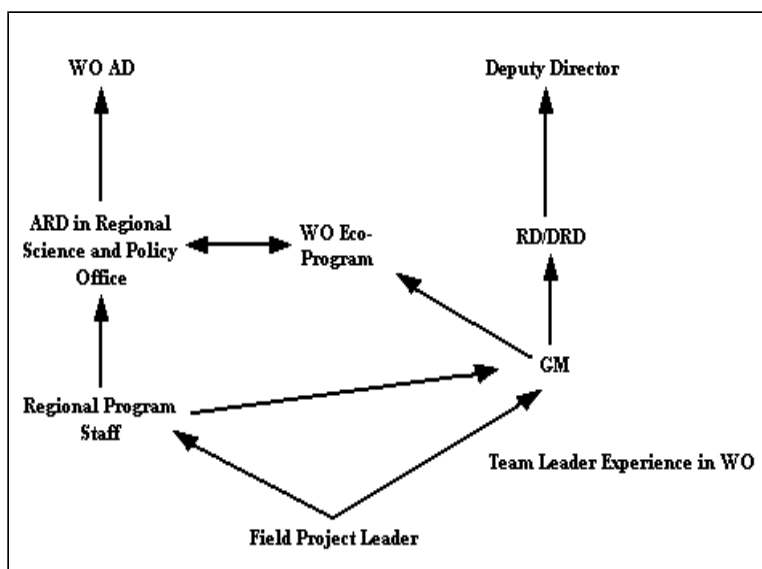 WO AD
Deputy Director
ARD in Regional
Science and Policy
Office
WO Eco-
Program
RD/DRD
GM
Regional Program
Staff
Team Leader Experience in WO
Field Project Leader